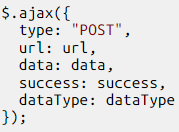 $.ajax({
  type: "POST",
  url: url,
  data: data,
  success: success,
  dataType: dataType
});